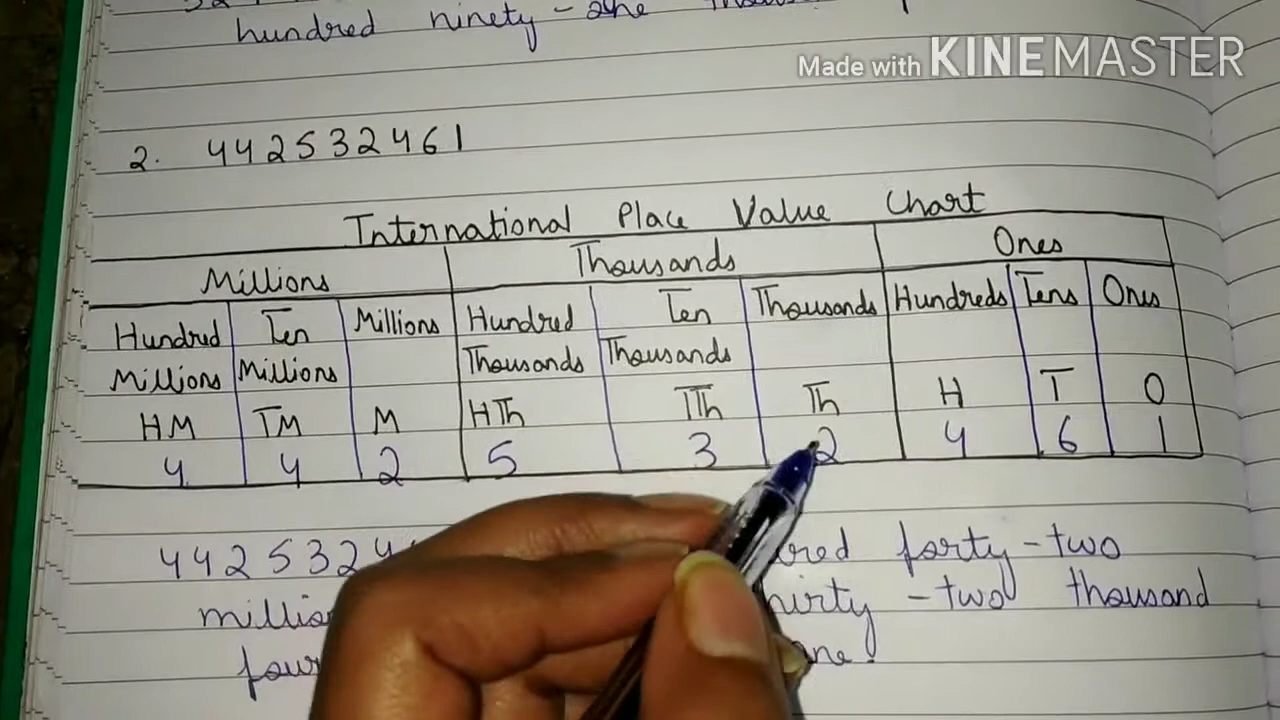 hundred ninety-one
Made with KINEMASTER
2. 442532461
International Place Value Chart
Millions Thousands Ones
Hundred Ten Millions Hundred Ten Thousands Hundreds Tens Ones
Millions Millions Thousands Thousands
HM TM M HTh TTh Th H T O
4 4 2 5 3 2 4 6 1
4425324 forty-two
-two thousand